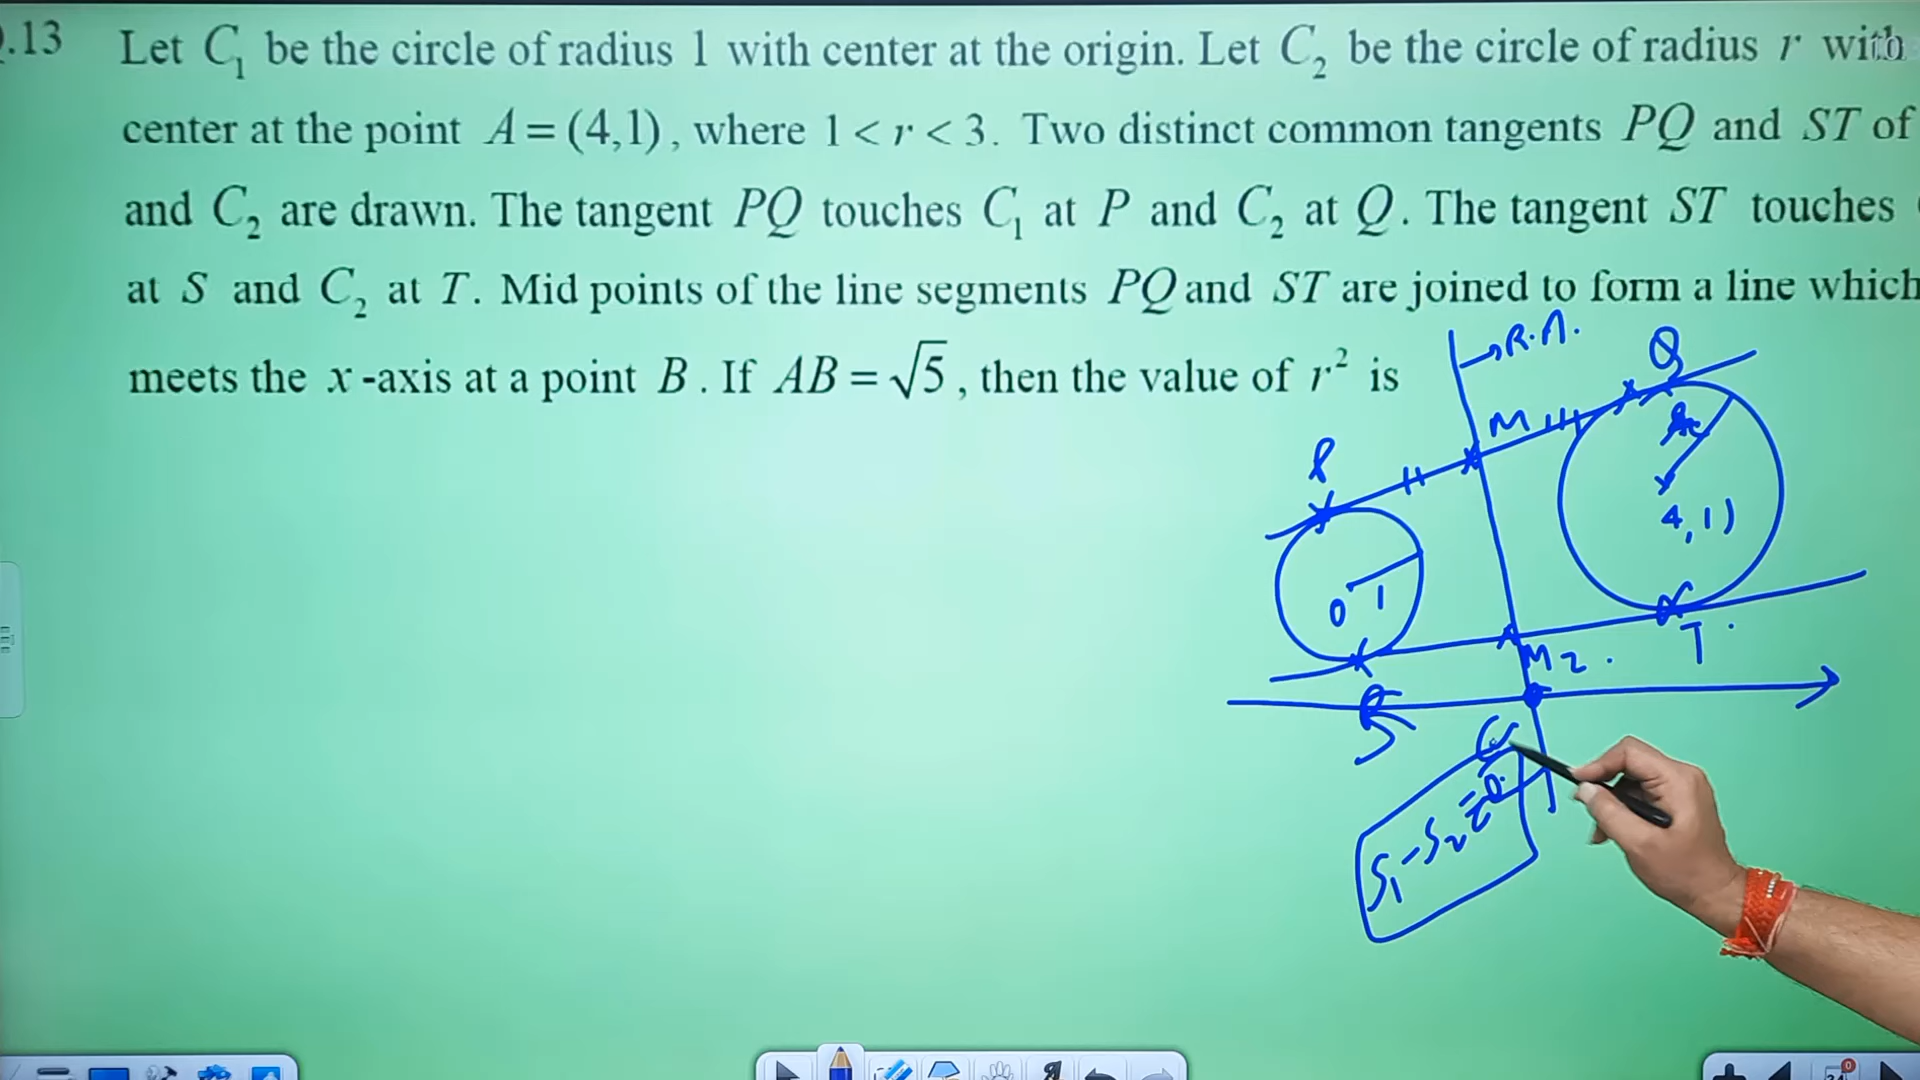 .13 Let C₁ be the circle of radius 1 with center at the origin. Let C₂ be the circle of radius r with
center at the point A = (4,1), where 1 < r < 3. Two distinct common tangents PQ and ST of
and C₂ are drawn. The tangent PQ touches C₁ at P and C₂ at Q. The tangent ST touches
at S and C₂ at T. Mid points of the line segments PQ and ST are joined to form a line which
meets the x-axis at a point B. If AB = √5, then the value of r² is
→R.A.
Q
M
P
4,1)
0 1
M2.
T
S
S₁-S₂=0